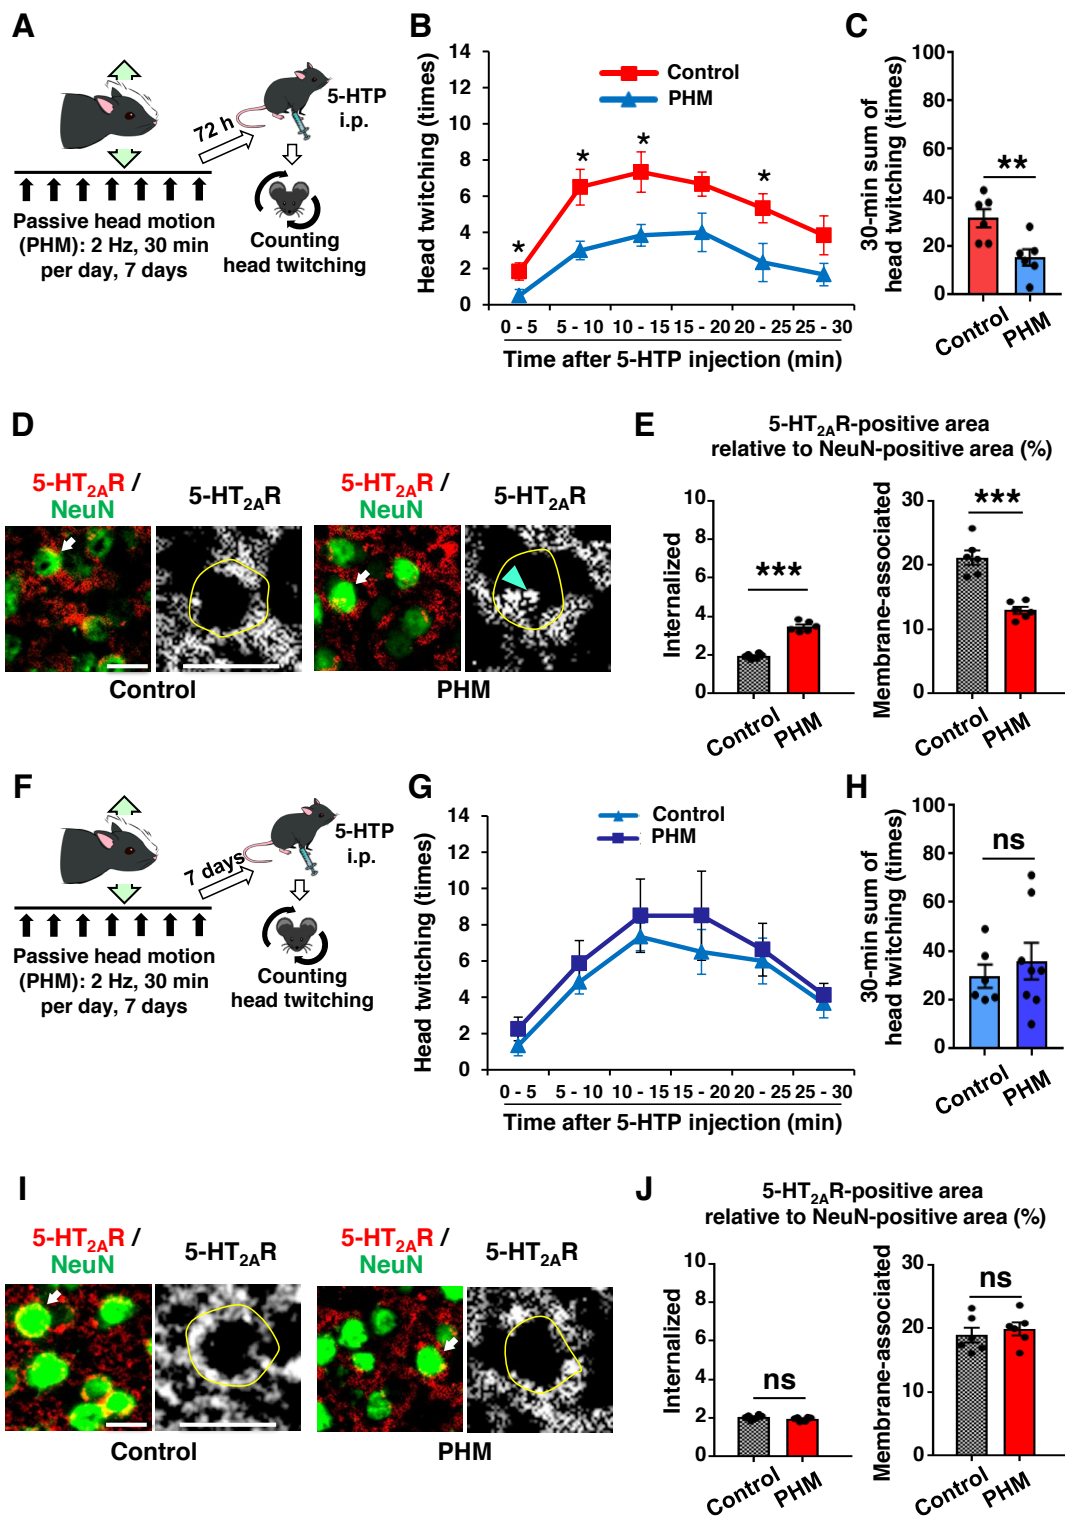 A
72 h
5-HTP
i.p.
Passive head motion
(PHM): 2 Hz, 30 min
per day, 7 days
Counting
head twitching
B
Head twitching (times)
14
12
10
8
6
4
2
0
Control
PHM
*
*
*
*
0 - 5 5 - 10 10 - 15 15 - 20 20 - 25 25 - 30
Time after 5-HTP injection (min)
C
30-min sum of
head twitching (times)
100
80
60
40
20
0
**
Control
PHM
D
5-HT2AR /
NeuN
5-HT2AR
5-HT2AR /
NeuN
5-HT2AR
Control
PHM
E
5-HT2AR-positive area
relative to NeuN-positive area (%)
Internalized
10
8
6
4
2
0
***
Control
PHM
Membrane-associated
30
20
10
0
***
Control
PHM
F
7 days
5-HTP
i.p.
Passive head motion
(PHM): 2 Hz, 30 min
per day, 7 days
Counting
head twitching
G
Head twitching (times)
14
12
10
8
6
4
2
0
Control
PHM
0 - 5 5 - 10 10 - 15 15 - 20 20 - 25 25 - 30
Time after 5-HTP injection (min)
H
30-min sum of
head twitching (times)
100
80
60
40
20
0
ns
Control
PHM
I
5-HT2AR /
NeuN
5-HT2AR
5-HT2AR /
NeuN
5-HT2AR
Control
PHM
J
5-HT2AR-positive area
relative to NeuN-positive area (%)
Internalized
10
8
6
4
2
0
ns
Control
PHM
Membrane-associated
30
20
10
0
ns
Control
PHM